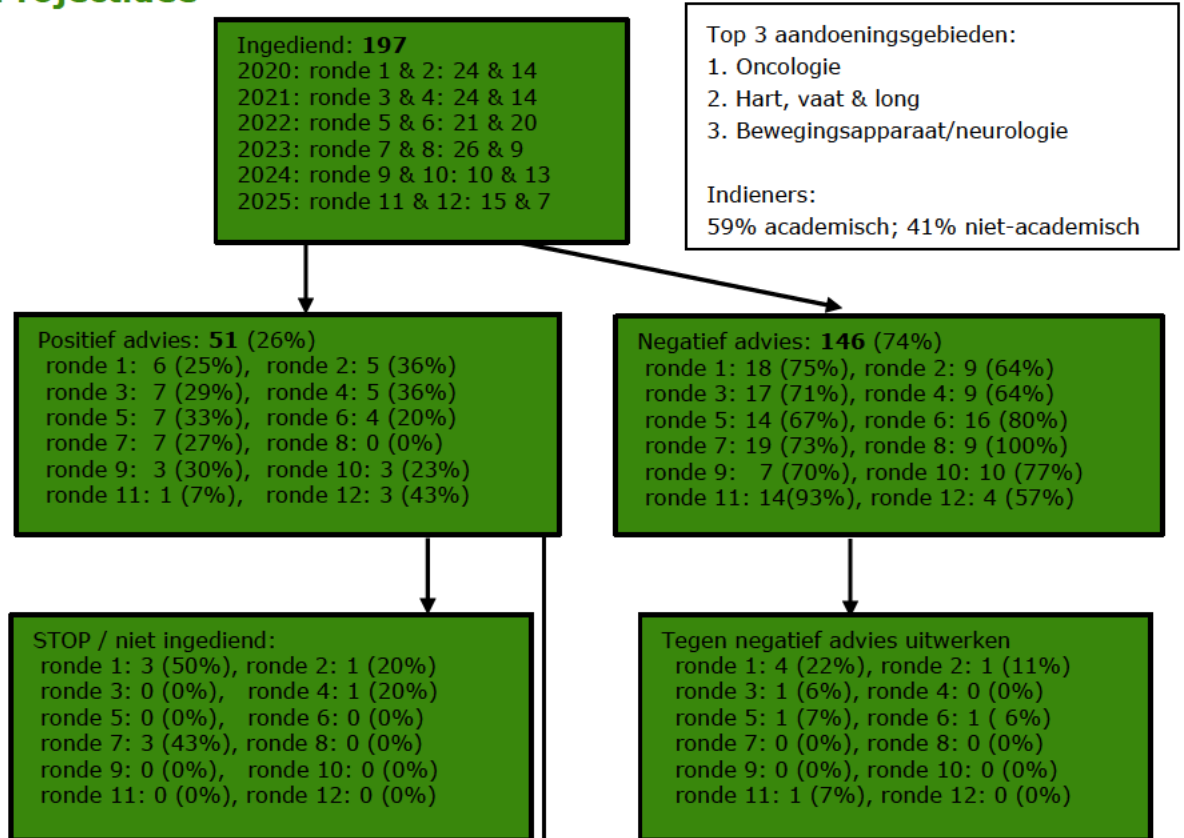 Projectidee
Ingediend: 197
2020: ronde 1 & 2: 24 & 14
2021: ronde 3 & 4: 24 & 14
2022: ronde 5 & 6: 21 & 20
2023: ronde 7 & 8: 26 & 9
2024: ronde 9 & 10: 10 & 13
2025: ronde 11 & 12: 15 & 7
Top 3 aandoeningsgebieden:
1. Oncologie
2. Hart, vaat & long
3. Bewegingsapparaat/neurologie
Indieners:
59% academisch; 41% niet-academisch
Positief advies: 51 (26%)
ronde 1: 6 (25%), ronde 2: 5 (36%)
ronde 3: 7 (29%), ronde 4: 5 (36%)
ronde 5: 7 (33%), ronde 6: 4 (20%)
ronde 7: 7 (27%), ronde 8: 0 (0%)
ronde 9: 3 (30%), ronde 10: 3 (23%)
ronde 11: 1 (7%), ronde 12: 3 (43%)
Negatief advies: 146 (74%)
ronde 1: 18 (75%), ronde 2: 9 (64%)
ronde 3: 17 (71%), ronde 4: 9 (64%)
ronde 5: 14 (67%), ronde 6: 16 (80%)
ronde 7: 19 (73%), ronde 8: 9 (100%)
ronde 9: 7 (70%), ronde 10: 10 (77%)
ronde 11: 14(93%), ronde 12: 4 (57%)
STOP / niet ingediend:
ronde 1: 3 (50%), ronde 2: 1 (20%)
ronde 3: 0 (0%), ronde 4: 1 (20%)
ronde 5: 0 (0%), ronde 6: 0 (0%)
ronde 7: 3 (43%), ronde 8: 0 (0%)
ronde 9: 0 (0%), ronde 10: 0 (0%)
ronde 11: 0 (0%), ronde 12: 0 (0%)
Tegen negatief advies uitwerken
ronde 1: 4 (22%), ronde 2: 1 (11%)
ronde 3: 1 (6%), ronde 4: 0 (0%)
ronde 5: 1 (7%), ronde 6: 1 ( 6%)
ronde 7: 0 (0%), ronde 8: 0 (0%)
ronde 9: 0 (0%), ronde 10: 0 (0%)
ronde 11: 1 (7%), ronde 12: 0 (0%)